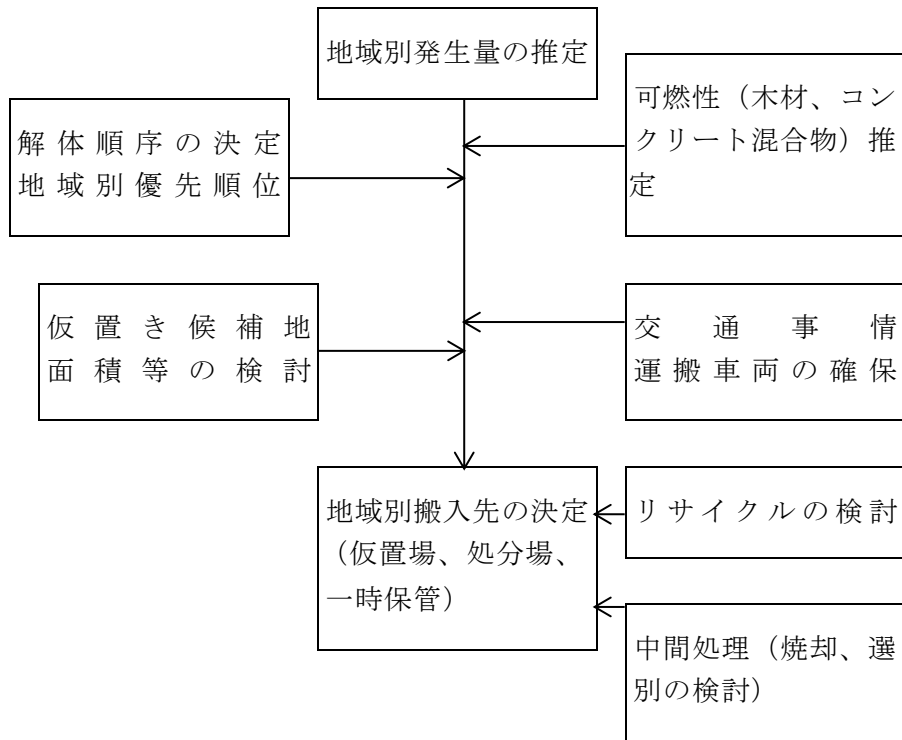 地域別発生量の推定
可燃性（木材、コン
クリート混合物）推
定
解体順序の決定
地域別優先順位
仮置き候補地
面積等の検討
交通事情
運搬車両の確保
地域別搬入先の決定
（仮置場、処分場、
一時保管）
リサイクルの検討
中間処理（焼却、選
別の検討）